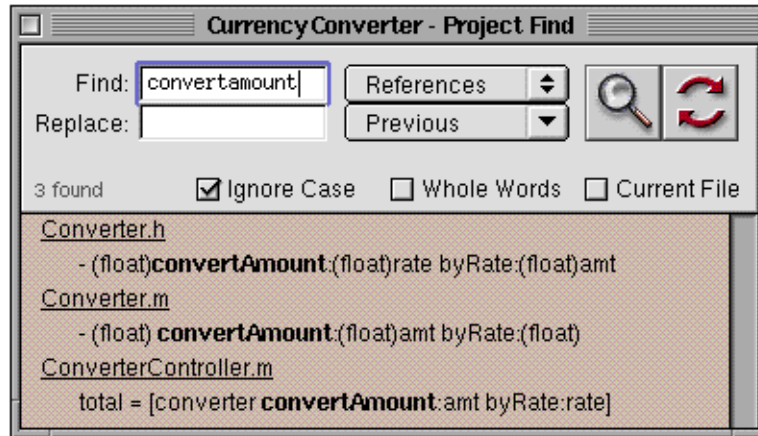 CurrencyConverter - Project Find
Find: convertamount References
Replace: Previous
3 found Ignore Case Whole Words Current File
Converter.h
- (float)convertAmount:(float)rate byRate:(float)amt
Converter.m
- (float) convertAmount:(float)amt byRate:(float)
ConverterController.m
total = [converter convertAmount:amt byRate:rate]